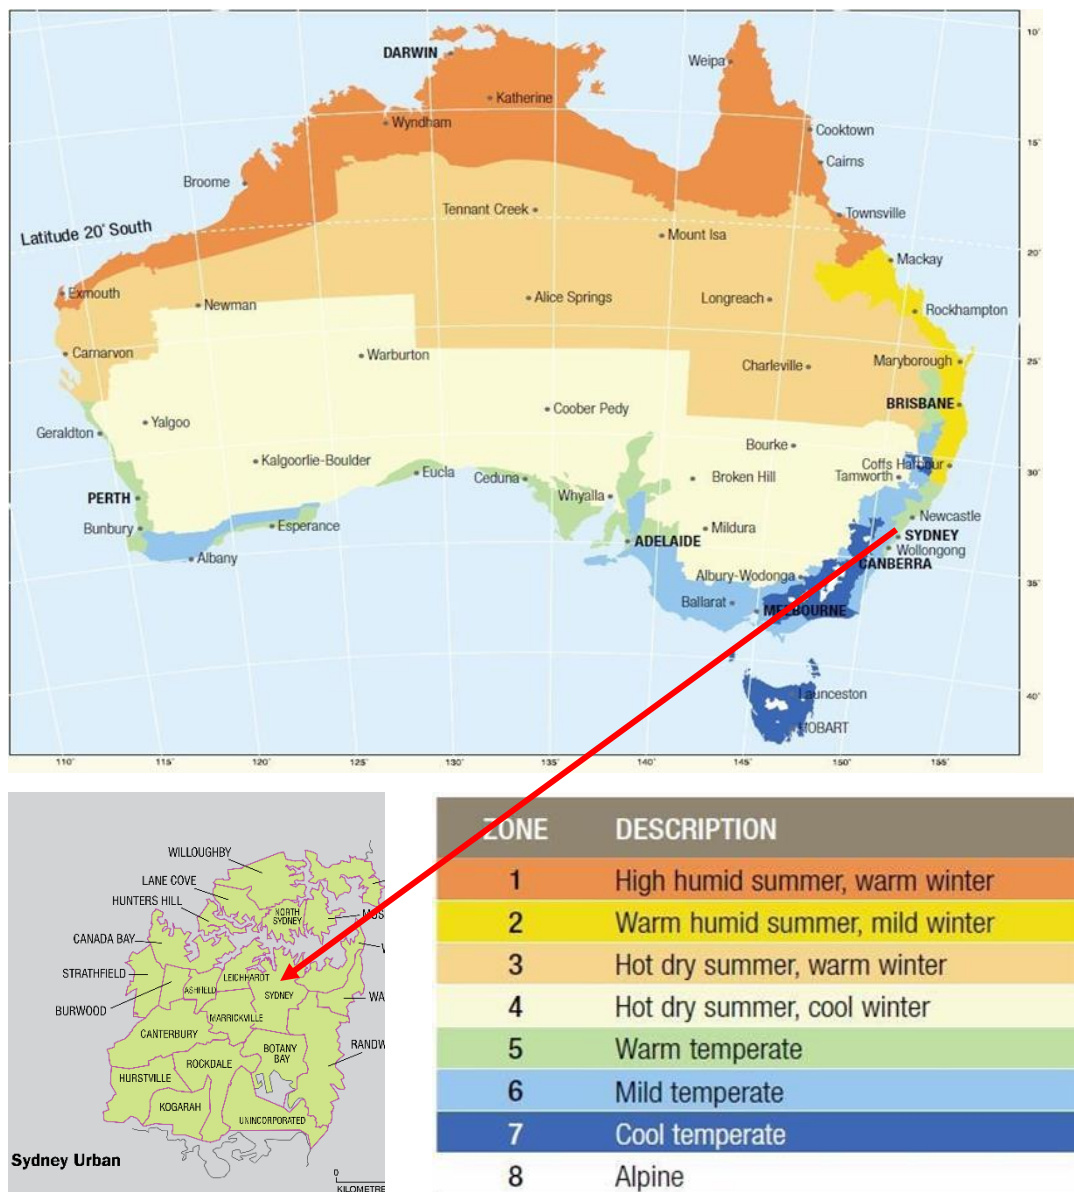 10°
DARWIN
Weipa
Katherine
Wyndham
Cooktown
15°
Cairns
Broome
Tennant Creek
Townsville
Latitude 20° South
Mount Isa
20°
Mackay
Exmouth
Newman
Alice Springs
Longreach
Rockhampton
Carnarvon
Warburton
Charleville
Maryborough
25°
BRISBANE
Coober Pedy
Yalgoo
Geraldton
Bourke
Kalgoorlie-Boulder
Coffs Harbour
Eucla
Ceduna
Broken Hill
Tamworth
30°
PERTH
Whyalla
Newcastle
Bunbury
Esperance
Mildura
SYDNEY
ADELAIDE
Wollongong
Albany
CANBERRA
Albury-Wodonga
35°
Ballarat
MELBOURNE
Launceston
40°
HOBART
110° 115° 120° 125° 130° 135° 140° 145° 150° 155°
WILLOUGHBY
LANE COVE
HUNTERS HILL
NORTH
SYDNEY
MOS
CANADA BAY
STRATHFIELD
LEICHHARDT
ASHFIELD
SYDNEY
WA
BURWOOD
MARRICKVILLE
CANTERBURY
BOTANY
BAY
RANDW
ROCKDALE
HURSTVILLE
KOGARAH
UNINCORPORATED
Sydney Urban
0
KILOMETRE
ZONE DESCRIPTION
1 High humid summer, warm winter
2 Warm humid summer, mild winter
3 Hot dry summer, warm winter
4 Hot dry summer, cool winter
5 Warm temperate
6 Mild temperate
7 Cool temperate
8 Alpine